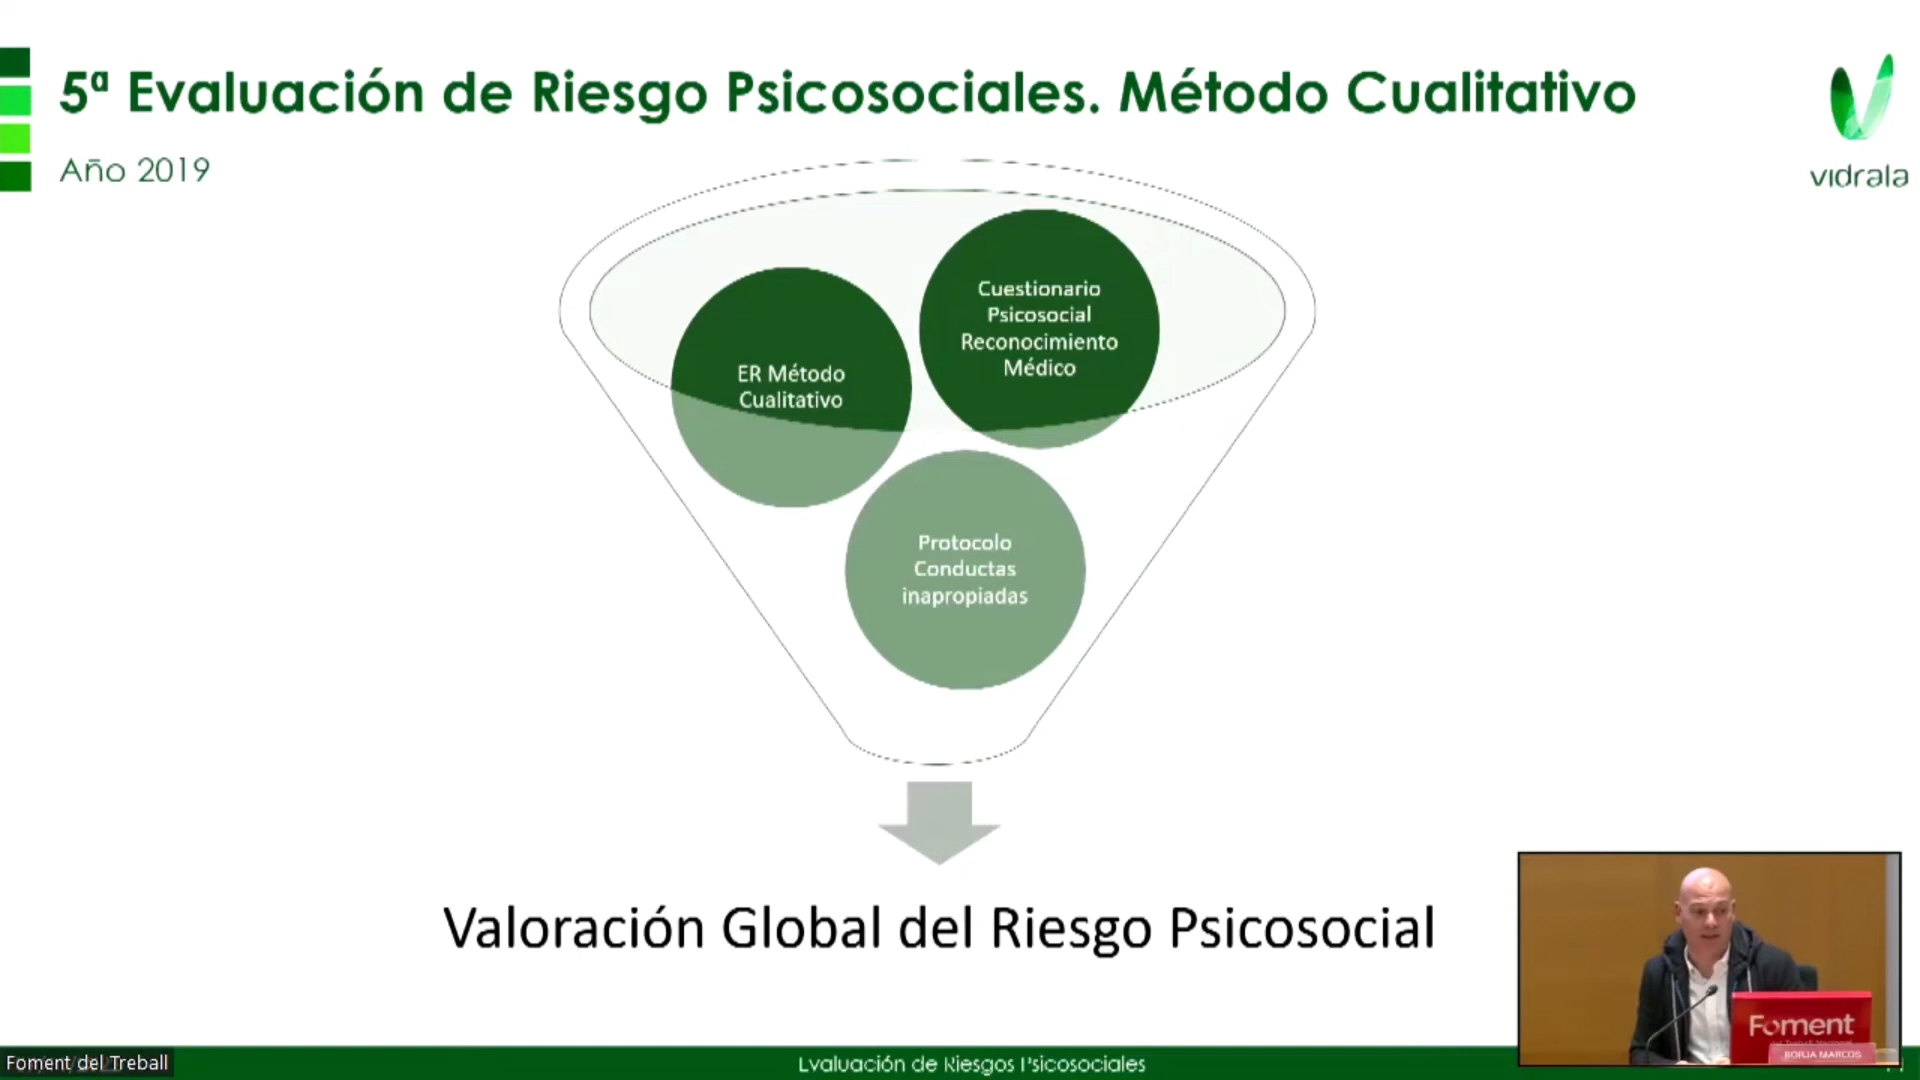 5ª Evaluación de Riesgo Psicosociales. Método Cualitativo
Año 2019
vidrala
Cuestionario
Psicosocial
Reconocimiento
Médico
ER Método
Cualitativo
Protocolo
Conductas
inapropiadas
Valoración Global del Riesgo Psicosocial
Foment
BORJA MARCOS
Foment del Treball
Evaluación de Riesgos Psicosociales